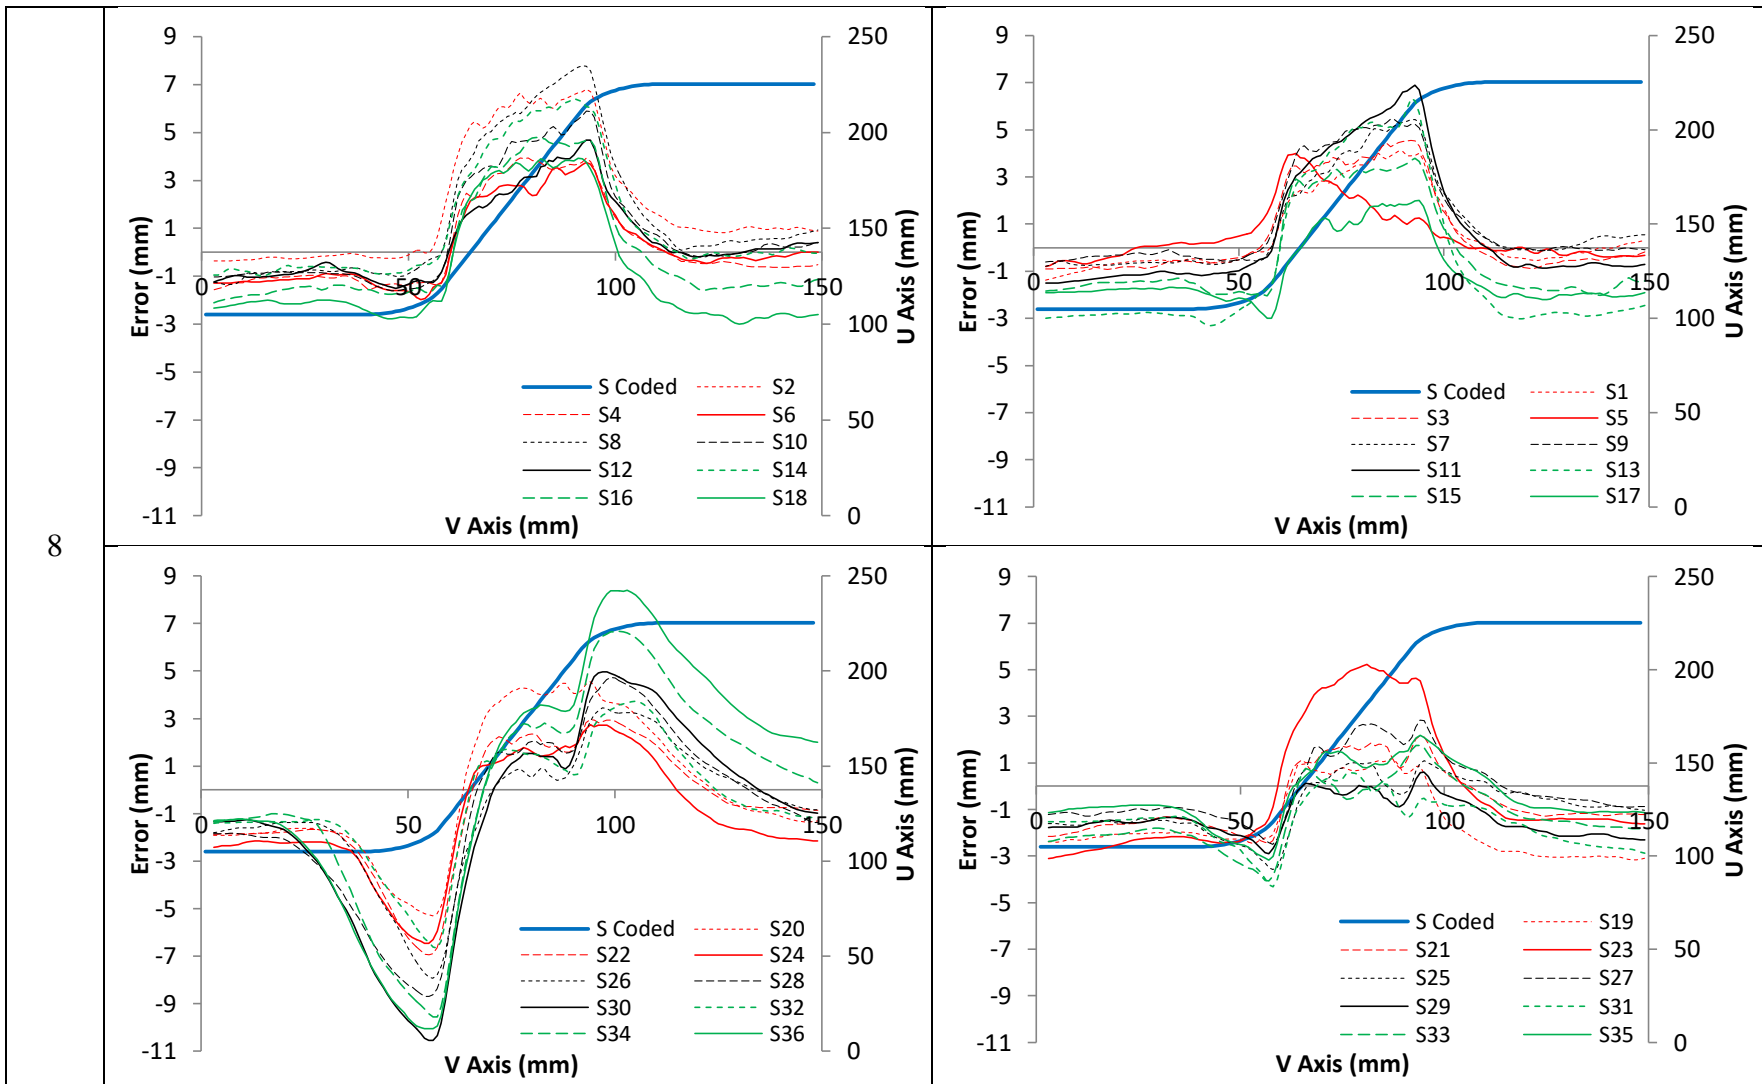 8
9
7
5
3
1
-1
-3
-5
-7
-9
-11
Error (mm)
0
50
100
150
V Axis (mm)
250
200
150
100
50
0
U Axis (mm)
S Coded S2
S4 S6
S8 S10
S12 S14
S16 S18
9
7
5
3
1
-1
-3
-5
-7
-9
-11
Error (mm)
0
50
100
150
V Axis (mm)
250
200
150
100
50
0
U Axis (mm)
S Coded S1
S3 S5
S7 S9
S11 S13
S15 S17
9
7
5
3
1
-1
-3
-5
-7
-9
-11
Error (mm)
0
50
100
150
V Axis (mm)
250
200
150
100
50
0
U Axis (mm)
S Coded S20
S22 S24
S26 S28
S30 S32
S34 S36
9
7
5
3
1
-1
-3
-5
-7
-9
-11
Error (mm)
0
50
100
150
V Axis (mm)
250
200
150
100
50
0
U Axis (mm)
S Coded S19
S21 S23
S25 S27
S29 S31
S33 S35